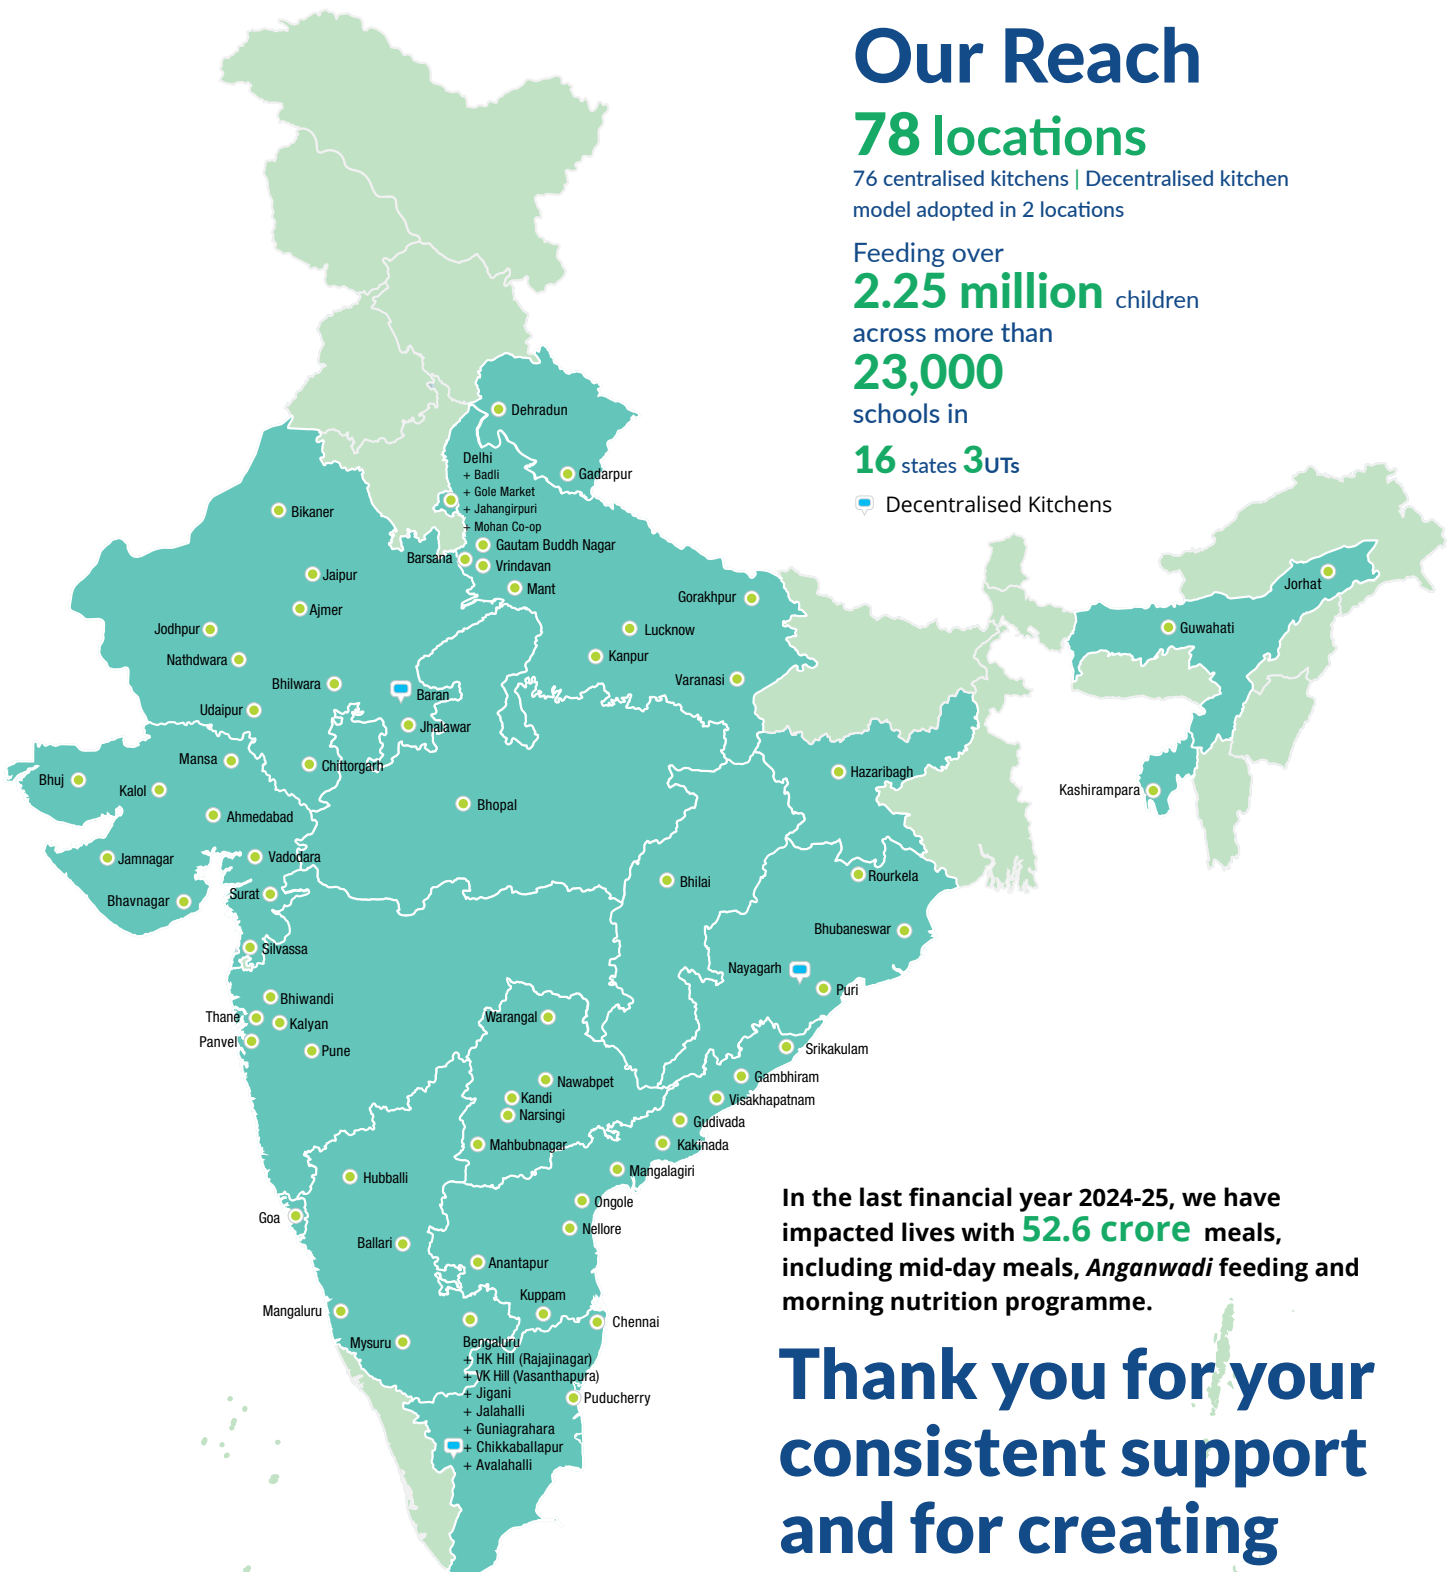 Our Reach
78 locations
76 centralised kitchens | Decentralised kitchen
model adopted in 2 locations
Feeding over
2.25 million children
across more than
23,000
schools in
16 states 3UTs
Decentralised Kitchens
Dehradun
Delhi
+ Badli
+ Gole Market
+ Jahangirpuri
+ Mohan Co-op
Gadarpur
Bikaner
Gautam Buddh Nagar
Barsana
Vrindavan
Jaipur
Mant
Gorakhpur
Ajmer
Jodhpur
Lucknow
Nathdwara
Kanpur
Bhilwara
Varanasi
Baran
Udaipur
Jhalawar
Jorhat
Guwahati
Mansa
Chittorgarh
Hazaribagh
Bhuj
Kalol
Kashirampara
Bhopal
Ahmedabad
Jamnagar
Vadodara
Rourkela
Bhilai
Surat
Bhavnagar
Bhubaneswar
Silvassa
Nayagarh
Puri
Bhiwandi
Thane
Kalyan
Warangal
Panvel
Pune
Srikakulam
Nawabpet
Gambhiram
Kandi
Visakhapatnam
Narsingi
Gudivada
Mahbubnagar
Kakinada
Mangalagiri
Hubballi
Ongole
Goa
Nellore
Ballari
Anantapur
Kuppam
Mangaluru
Chennai
Mysuru
Bengaluru
+ HK Hill (Rajajinagar)
+ VK Hill (Vasanthapura)
+ Jigani
+ Jalahalli
+ Guniagrahara
+ Chikkaballapur
+ Avalahalli
Puducherry
In the last financial year 2024-25, we have
impacted lives with 52.6 crore meals,
including mid-day meals, Anganwadi feeding and
morning nutrition programme.
Thank you for your
consistent support
and for creating